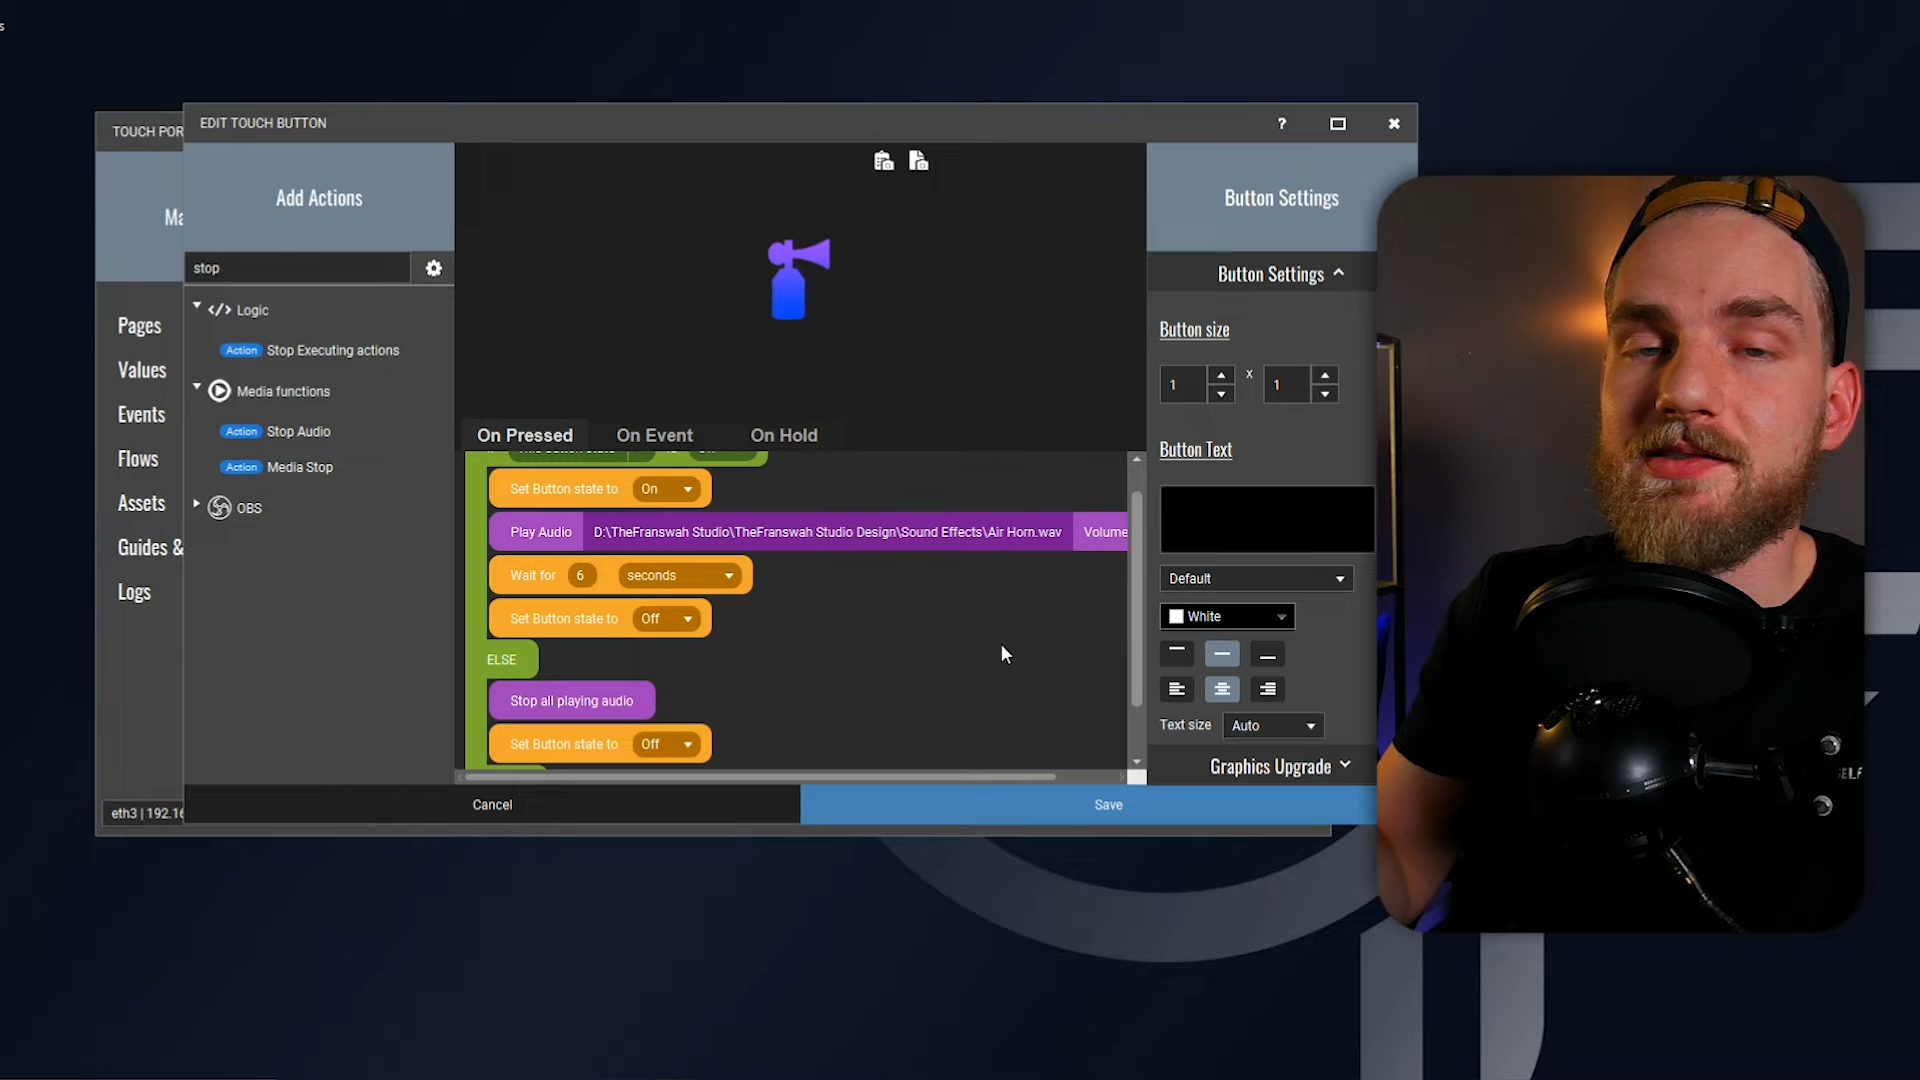 s
TOUCH POR
EDIT TOUCH BUTTON
?
Ma
Add Actions
Button Settings
stop
Button Settings
Logic
Action Stop Executing actions
Media functions
Action Stop Audio
Action Media Stop
OBS
Pages
Values
Events
Flows
Assets
Guides &
Logs
eth3 | 192.16
On Pressed On Event On Hold
Set Button state to On
Play Audio D:\TheFranswah Studio\TheFranswah Studio Design\Sound Effects\Air Horn.wav Volume
Wait for 6 seconds
Set Button state to Off
ELSE
Stop all playing audio
Set Button state to Off
Button size
1 x 1
Button Text
Default
White
Text size Auto
Graphics Upgrade
Cancel
Save